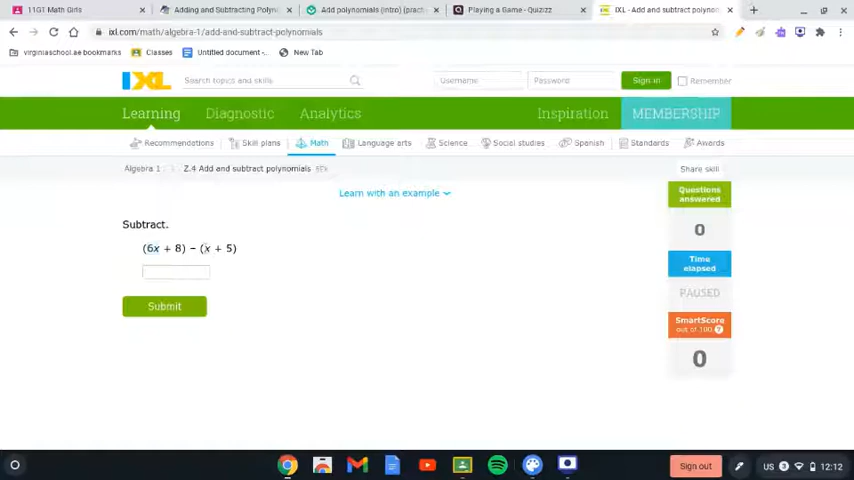 11GT Math Girls
Adding and Subtracting Polyn
Add polynomials (intro) (pract
Playing a Game - Quizizz
IXL - Add and subtract polynom
ixl.com/math/algebra-1/add-and-subtract-polynomials
virginiaschool.ae bookmarks
Classes
Untitled document -...
New Tab
IXL
Search topics and skills
Username
Password
Sign in
Remember
Learning
Diagnostic
Analytics
Inspiration
MEMBERSHIP
Recommendations
Skill plans
Math
Language arts
Science
Social studies
Spanish
Standards
Awards
Algebra 1
Z.4 Add and subtract polynomials
Share skill
Learn with an example
Questions
answered
0
Subtract.
(6x + 8) − (x + 5)
Submit
Time
elapsed
PAUSED
SmartScore
out of 100 ?
0
Sign out
US 3 12:12